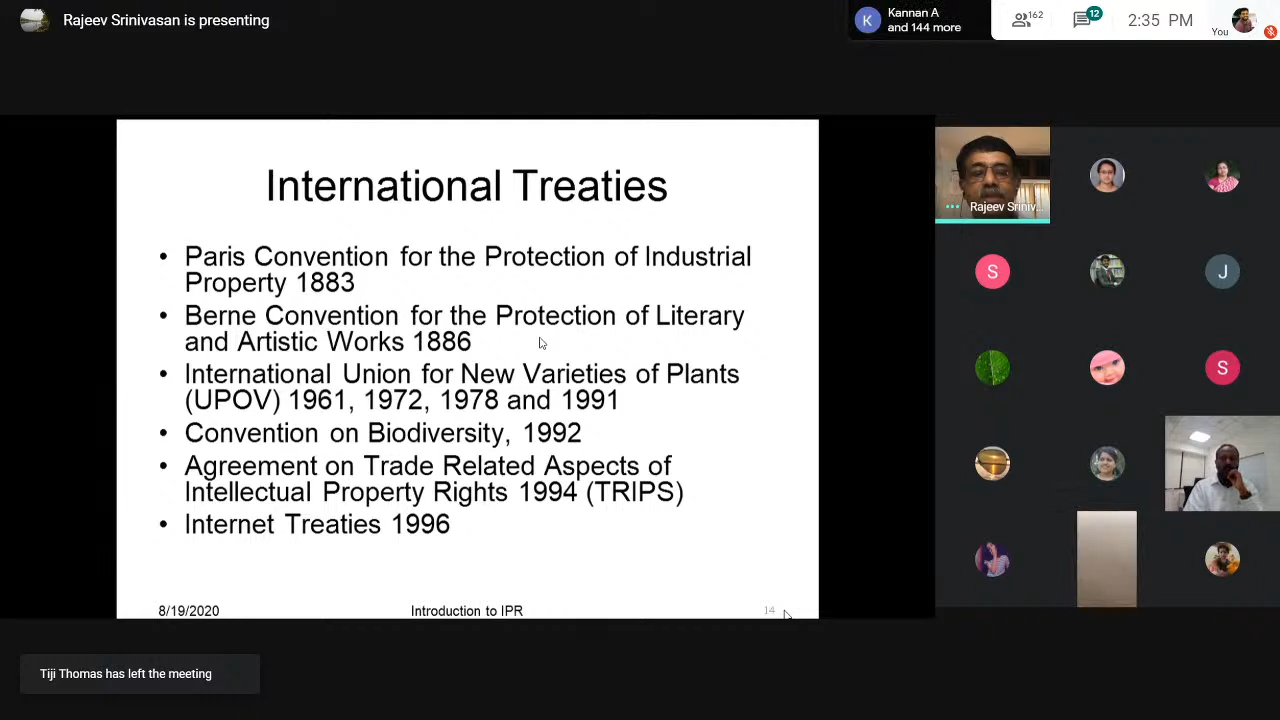 Rajeev Srinivasan is presenting
K
Kannan A
and 144 more
162
12
2:35 PM
You
International Treaties
• Paris Convention for the Protection of Industrial
Property 1883
• Berne Convention for the Protection of Literary
and Artistic Works 1886
• International Union for New Varieties of Plants
(UPOV) 1961, 1972, 1978 and 1991
• Convention on Biodiversity, 1992
• Agreement on Trade Related Aspects of
Intellectual Property Rights 1994 (TRIPS)
• Internet Treaties 1996
8/19/2020
Introduction to IPR
14
Rajeev Sriniv...
S
J
S
Tiji Thomas has left the meeting